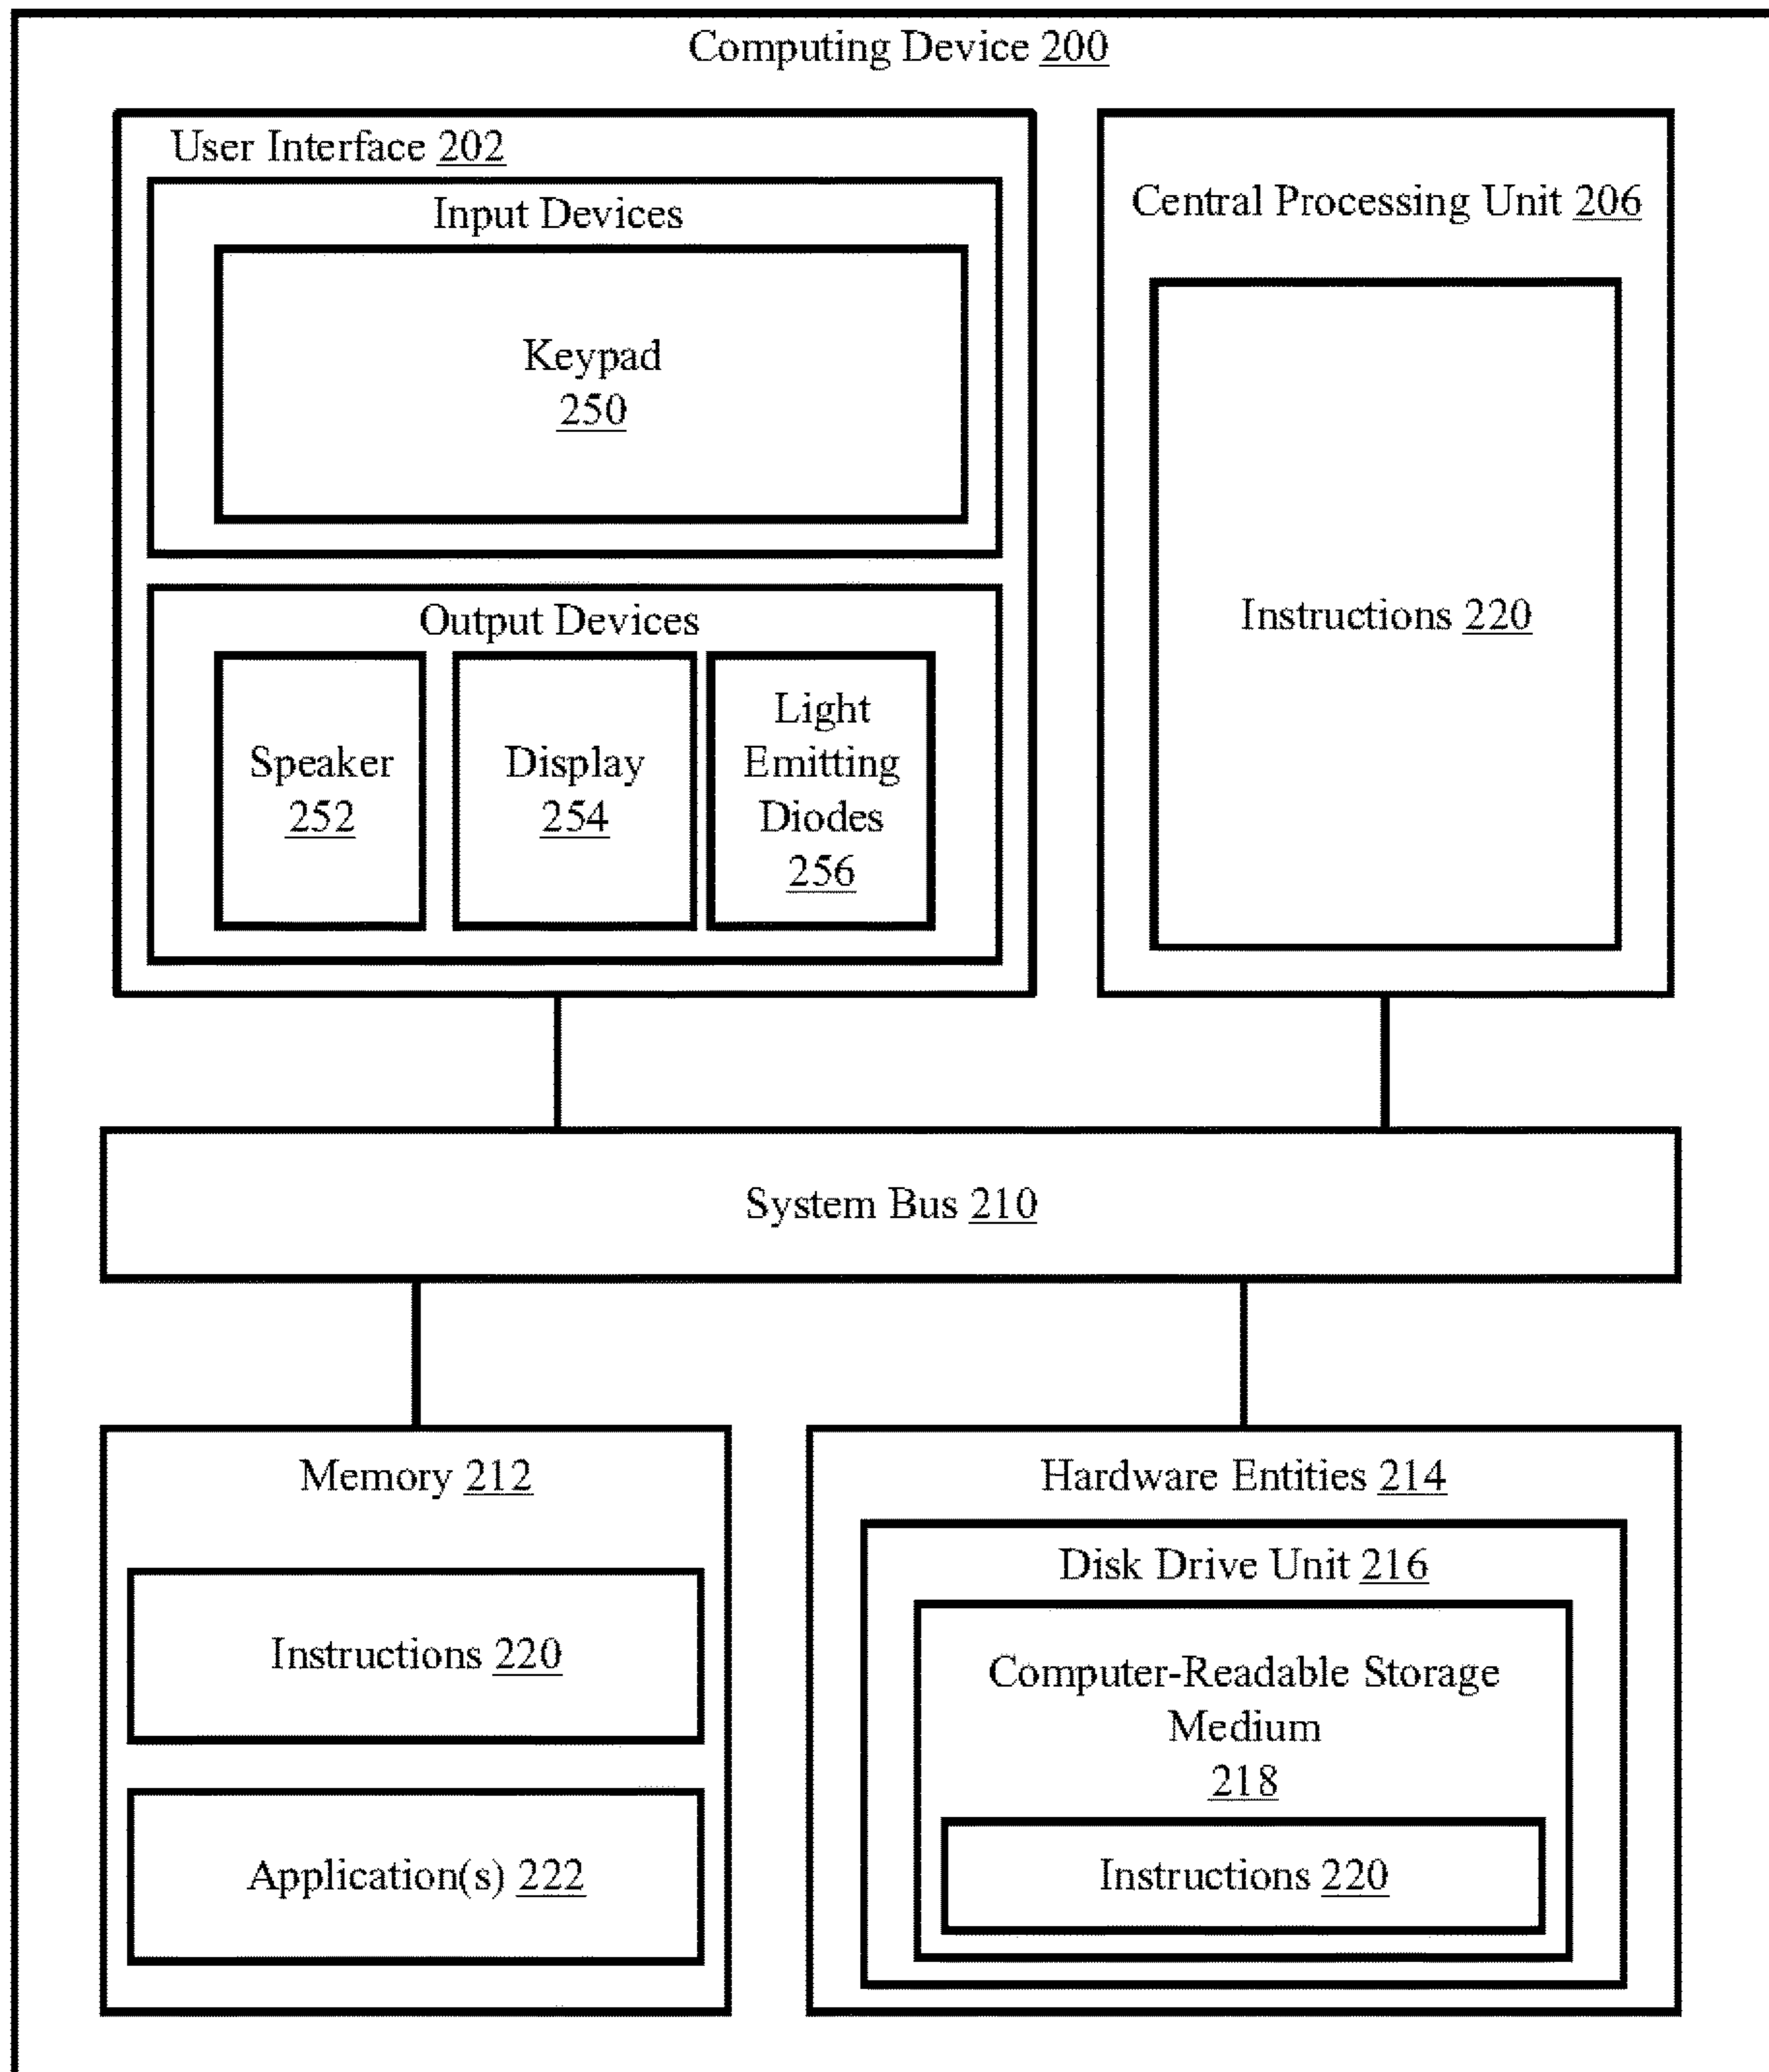 Computing Device 200
User Interface 202
Input Devices
Keypad
250
Output Devices
Speaker
252
Display
254
Light
Emitting
Diodes
256
Central Processing Unit 206
Instructions 220
System Bus 210
Memory 212
Instructions 220
Application(s) 222
Hardware Entities 214
Disk Drive Unit 216
Computer-Readable Storage
Medium
218
Instructions 220